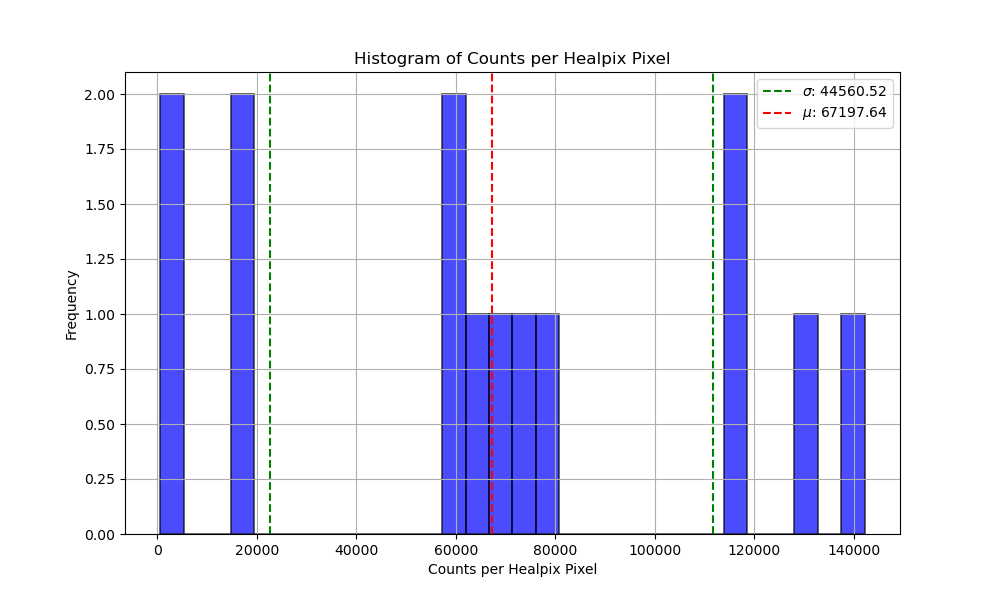 Histogram of Counts per Healpix Pixel
σ: 44560.52
μ: 67197.64
Frequency
2.00
1.75
1.50
1.25
1.00
0.75
0.50
0.25
0.00
0 20000 40000 60000 80000 100000 120000 140000
Counts per Healpix Pixel